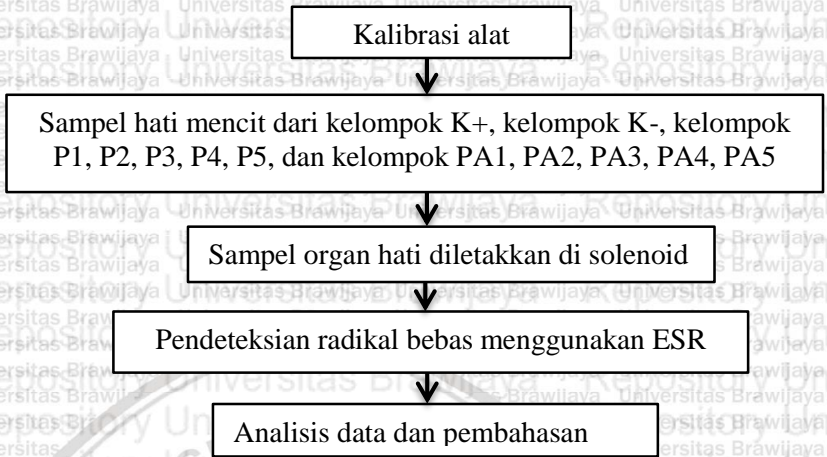 Kalibrasi alat
Sampel hati mencit dari kelompok K+, kelompok K-, kelompok
P1, P2, P3, P4, P5, dan kelompok PA1, PA2, PA3, PA4, PA5
Sampel organ hati diletakkan di solenoid
Pendeteksian radikal bebas menggunakan ESR
Analisis data dan pembahasan